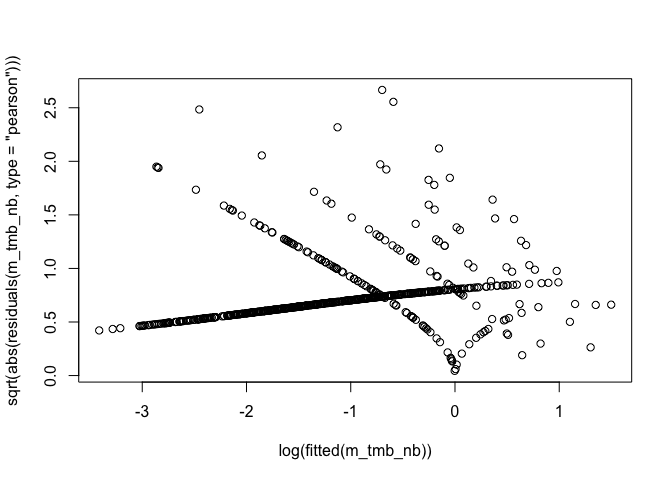 sqrt(abs(residuals(m_tmb_nb, type = "pearson")))
2.5
2.0
1.5
1.0
0.5
0.0
-3 -2 -1 0 1
log(fitted(m_tmb_nb))